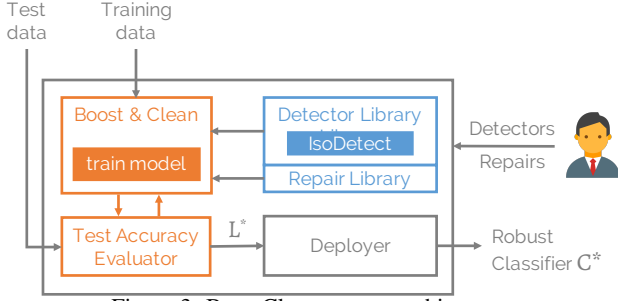 Test
data
Training
data
Boost & Clean
train model
Detector Library
IsoDetect
Repair Library
Detectors
Repairs
Test Accuracy
Evaluator
L*
Deployer
Robust
Classifier C*